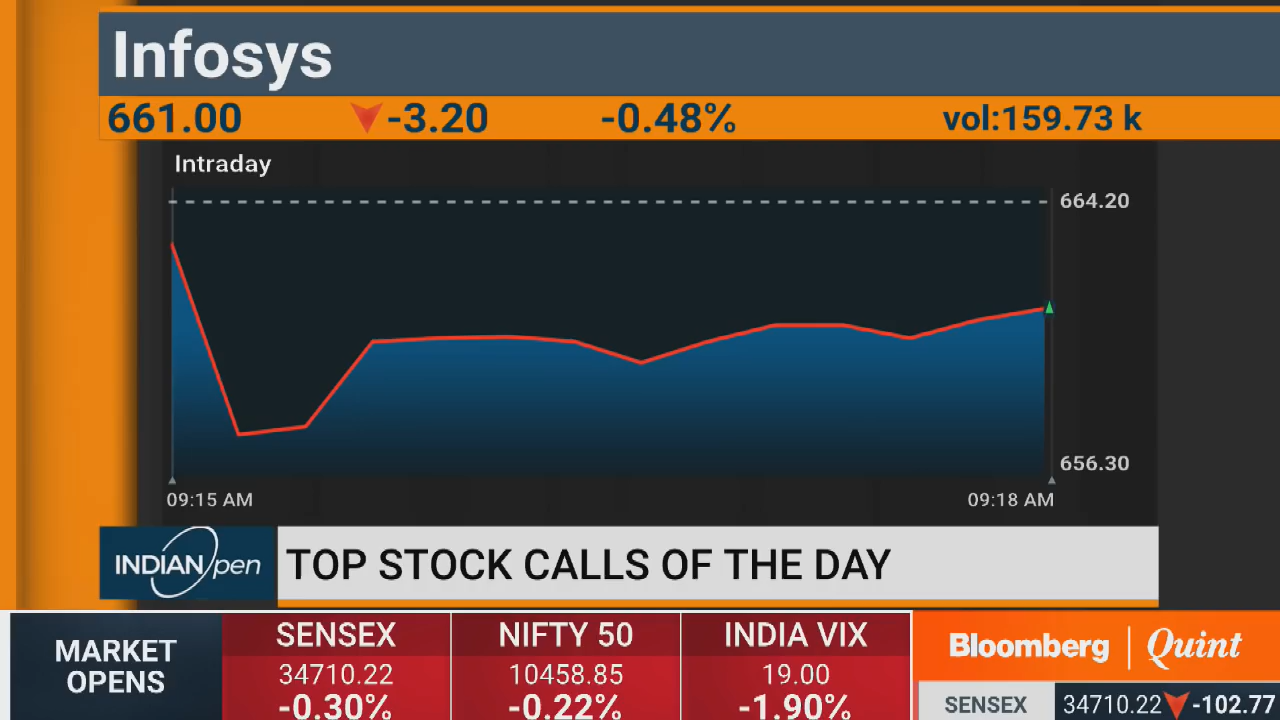 Infosys
661.00 -3.20 -0.48% vol:159.73 k
Intraday
664.20
656.30
09:15 AM 09:18 AM
INDIAN Open
TOP STOCK CALLS OF THE DAY
MARKET OPENS
SENSEX
34710.22
-0.30%
NIFTY 50
10458.85
-0.22%
INDIA VIX
19.00
-1.90%
Bloomberg | Quint
SENSEX 34710.22 -102.77